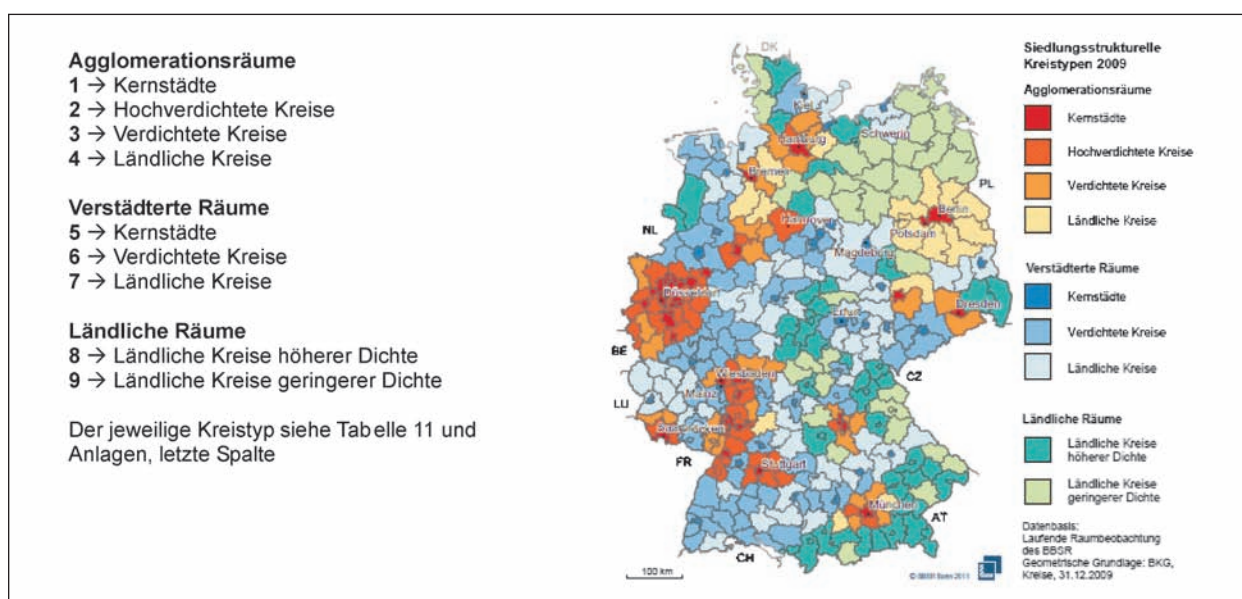 Agglomerationsräume
1 → Kernstädte
2 → Hochverdichtete Kreise
3 → Verdichtete Kreise
4 → Ländliche Kreise
Verstädterte Räume
5 → Kernstädte
6 → Verdichtete Kreise
7 → Ländliche Kreise
Ländliche Räume
8 → Ländliche Kreise höherer Dichte
9 → Ländliche Kreise geringerer Dichte
Der jeweilige Kreistyp siehe Tabelle 11 und
Anlagen, letzte Spalte
DK
Kiel
Schwerin
Hamburg
Bremen
PL
Berlin
Hannover
Potsdam
NL
Magdeburg
Düsseldorf
Dresden
Erfurt
BE
Wiesbaden
CZ
Mainz
LU
Saarbrücken
FR
Stuttgart
München
AT
CH
100 km
© BBSR Bonn 2011
Siedlungsstrukturelle
Kreistypen 2009
Agglomerationsräume
Kernstädte
Hochverdichtete Kreise
Verdichtete Kreise
Ländliche Kreise
Verstädterte Räume
Kernstädte
Verdichtete Kreise
Ländliche Kreise
Ländliche Räume
Ländliche Kreise
höherer Dichte
Ländliche Kreise
geringerer Dichte
Datenbasis:
Laufende Raumbeobachtung
des BBSR
Geometrische Grundlage: BKG,
Kreise, 31.12.2009